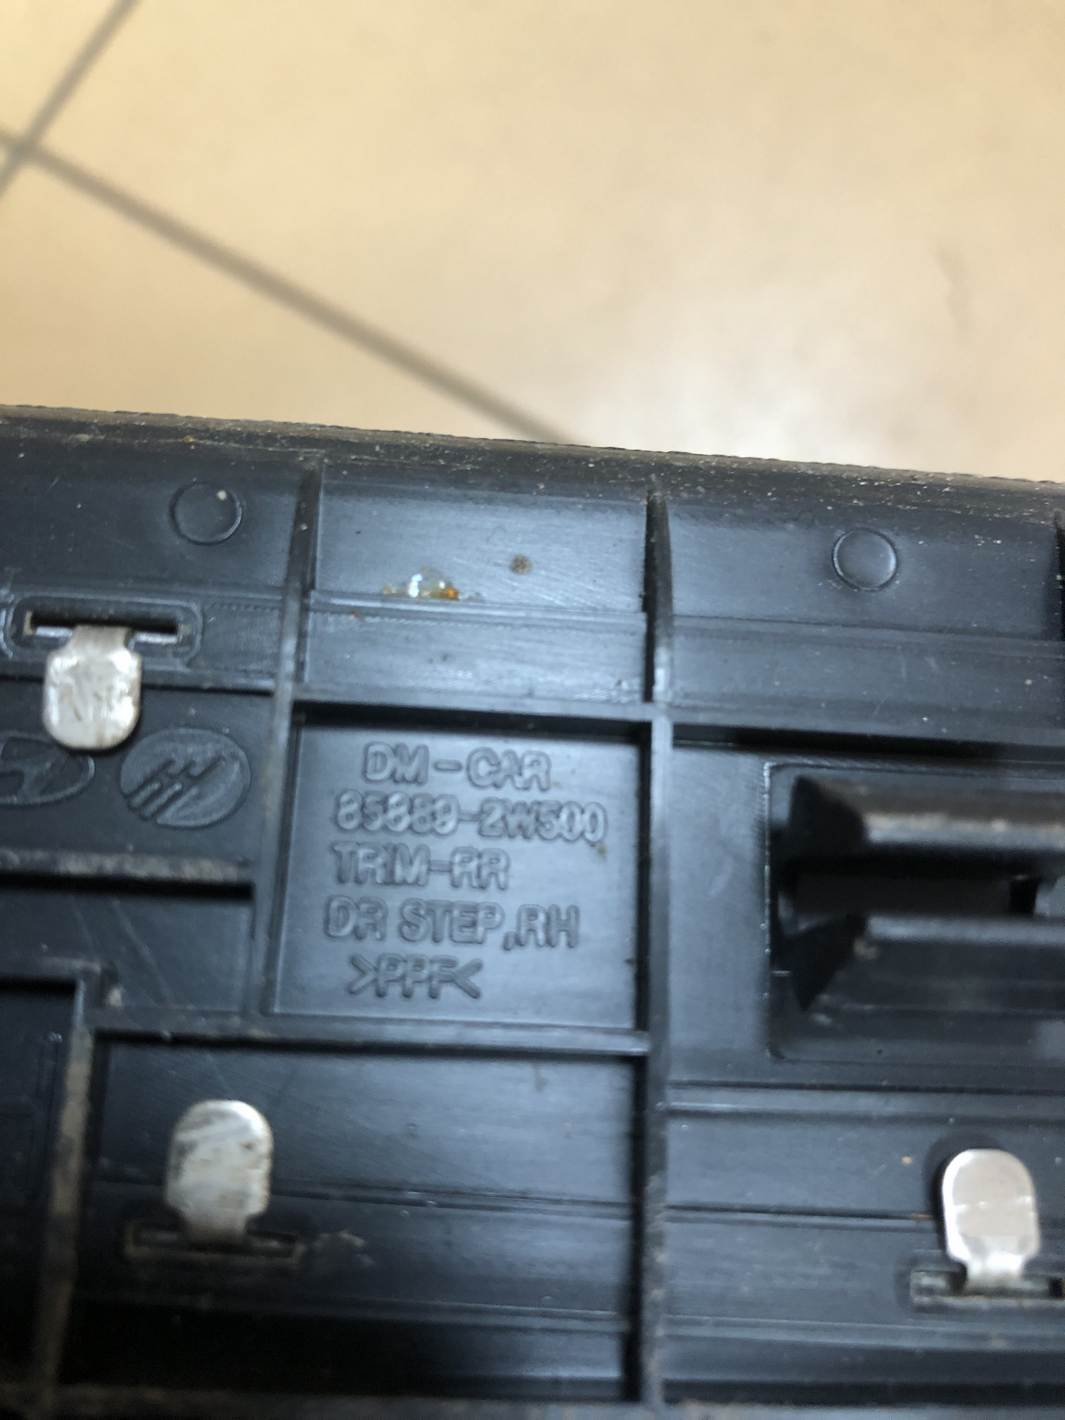 DM-CAR
85889-2W500
TRIM-RR
DR STEP,RH
>PPF<